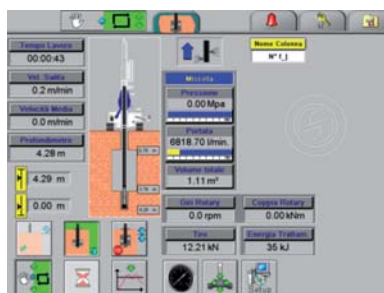 Tempo Lavoro
00:00:43
Vel. Salita
0.2 m/min
Velocità Media
0.0 m/min
Profondimetro
4.28 m
4.29 m
0.00 m
Nome Colonna
N° [_]
Miscela
Pressione
0.00 Mpa
Portata
6818.70 l/min.
Volume totale
1.11 m³
Giri Rotary
0.0 rpm
Coppia Rotary
0.00 kNm
Tiro
12.21 kN
Energia Trattam.
35 kJ